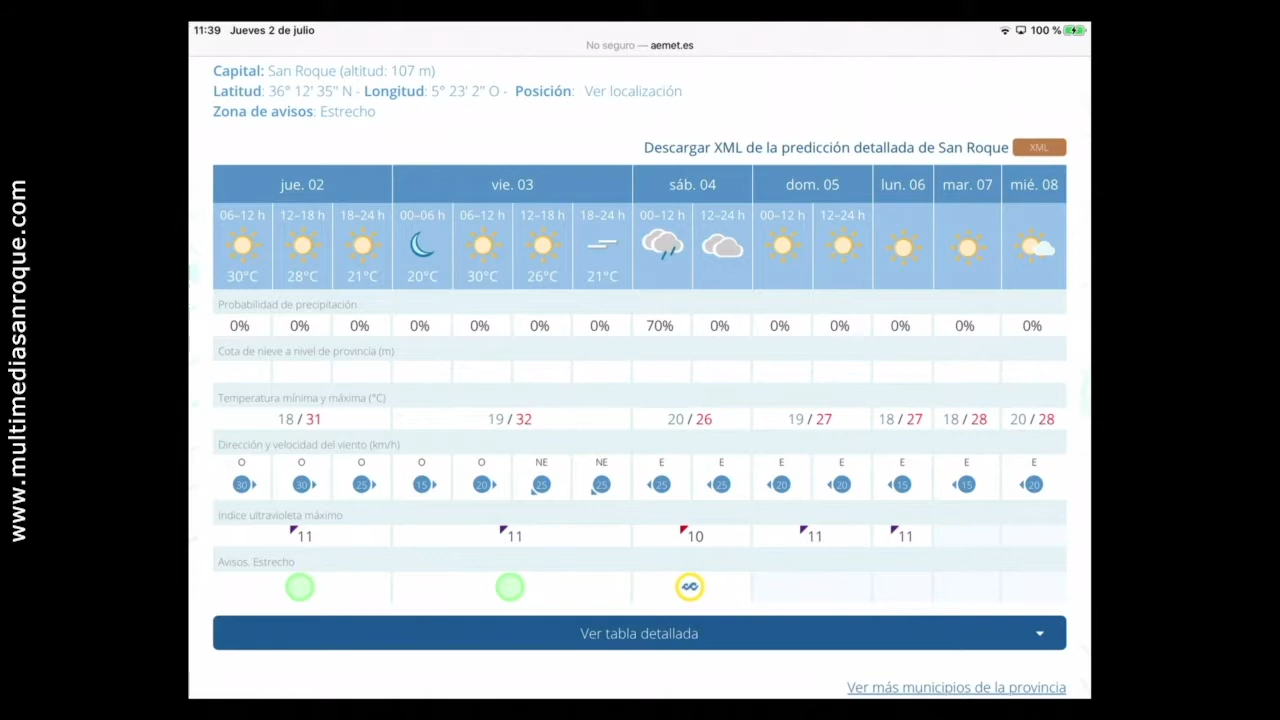 11:39 Jueves 2 de julio
100 %
No seguro — aemet.es
Capital: San Roque (altitud: 107 m)
Latitud: 36° 12' 35'' N - Longitud: 5° 23' 2'' O - Posición: Ver localización
Zona de avisos: Estrecho
Descargar XML de la predicción detallada de San Roque XML
jue. 02 vie. 03 sáb. 04 dom. 05 lun. 06 mar. 07 mié. 08
06–12 h 12–18 h 18–24 h 00–06 h 06–12 h 12–18 h 18–24 h 00–12 h 12–24 h 00–12 h 12–24 h
30°C 28°C 21°C 20°C 30°C 26°C 21°C
Probabilidad de precipitación
0% 0% 0% 0% 0% 0% 0% 70% 0% 0% 0% 0% 0% 0%
Cota de nieve a nivel de provincia (m)
Temperatura mínima y máxima (°C)
18 / 31 19 / 32 20 / 26 19 / 27 18 / 27 18 / 28 20 / 28
Dirección y velocidad del viento (km/h)
O O O O O NE NE E E E E E E E
30 30 25 15 20 25 25 25 25 20 20 15 15 20
Indice ultravioleta máximo
11 11 10 11 11
Avisos. Estrecho
Ver tabla detallada
Ver más municipios de la provincia
www.multimediasanroque.com